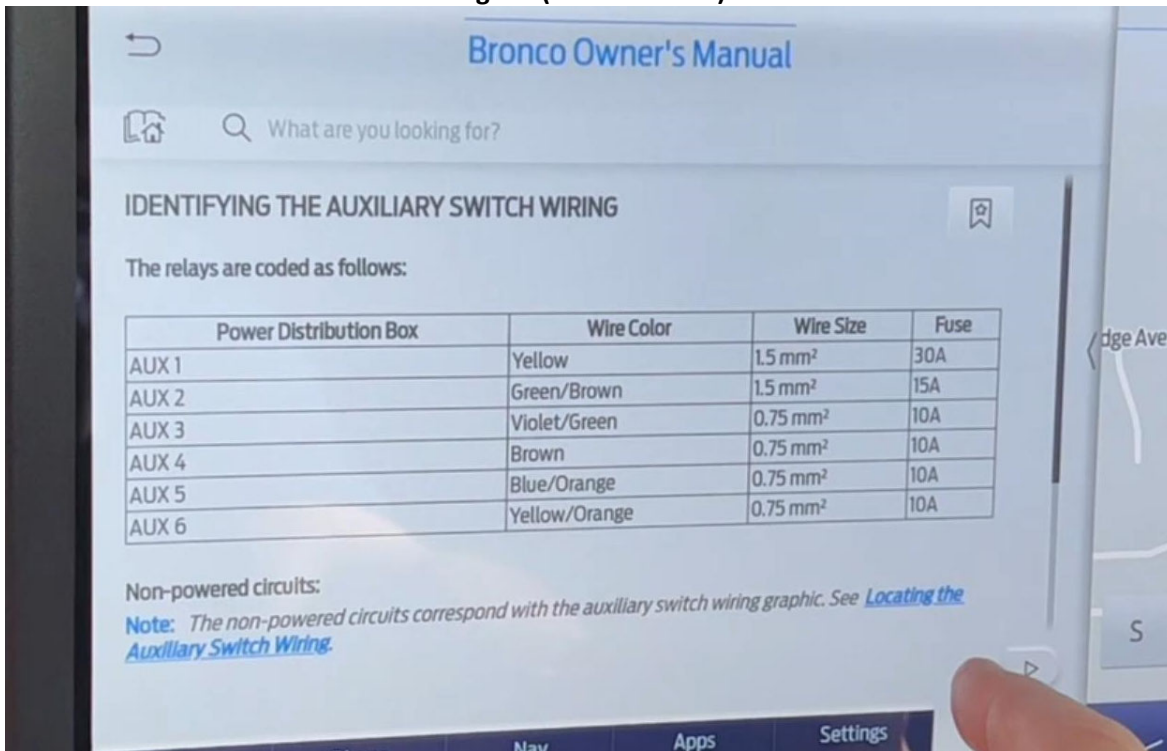 Bronco Owner's Manual
What are you looking for?
IDENTIFYING THE AUXILIARY SWITCH WIRING
The relays are coded as follows:
Power Distribution Box Wire Color Wire Size Fuse
AUX 1 Yellow 1.5 mm² 30A
AUX 2 Green/Brown 1.5 mm² 15A
AUX 3 Violet/Green 0.75 mm² 10A
AUX 4 Brown 0.75 mm² 10A
AUX 5 Blue/Orange 0.75 mm² 10A
AUX 6 Yellow/Orange 0.75 mm² 10A
Non-powered circuits:
Note: The non-powered circuits correspond with the auxiliary switch wiring graphic. See Locating the
Auxiliary Switch Wiring.
dge Ave
S
Nav Apps Settings